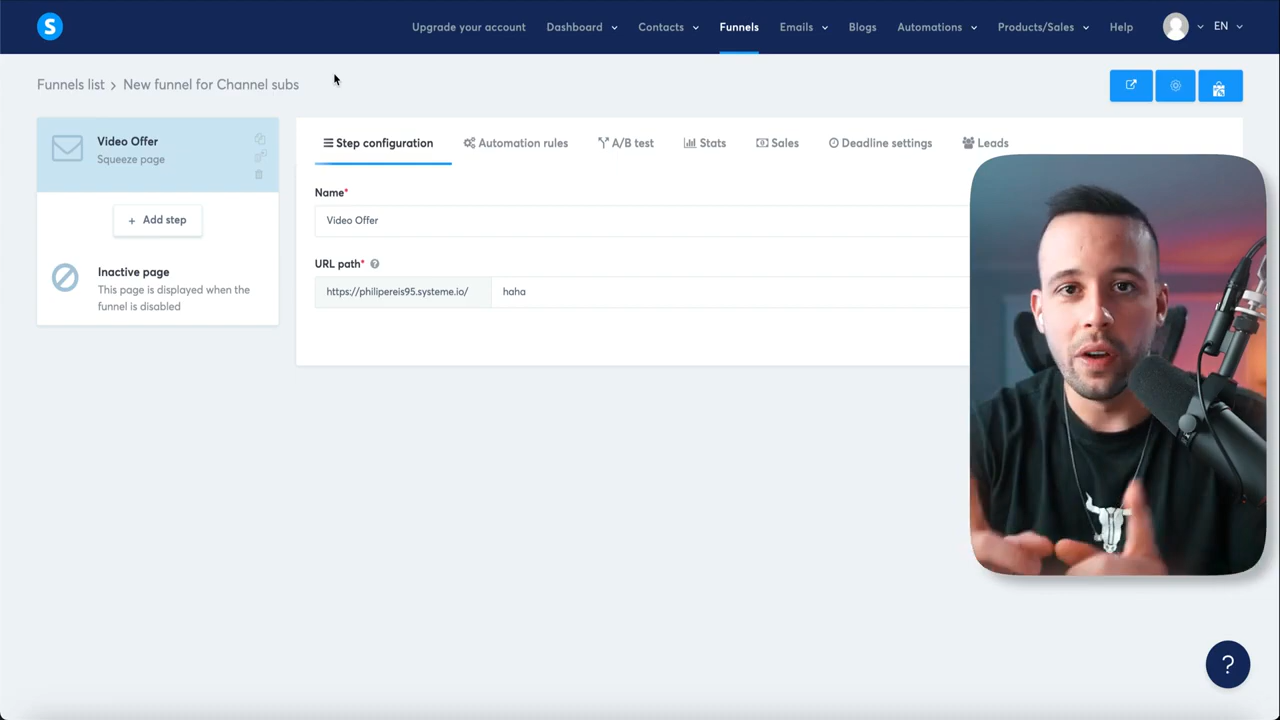 S
Upgrade your account Dashboard Contacts Funnels Emails Blogs Automations Products/Sales Help EN
Funnels list > New funnel for Channel subs
Video Offer
Squeeze page
+ Add step
Inactive page
This page is displayed when the
funnel is disabled
Step configuration Automation rules A/B test Stats Sales Deadline settings Leads
Name*
Video Offer
URL path* ?
https://philipereis95.systeme.io/ haha
?